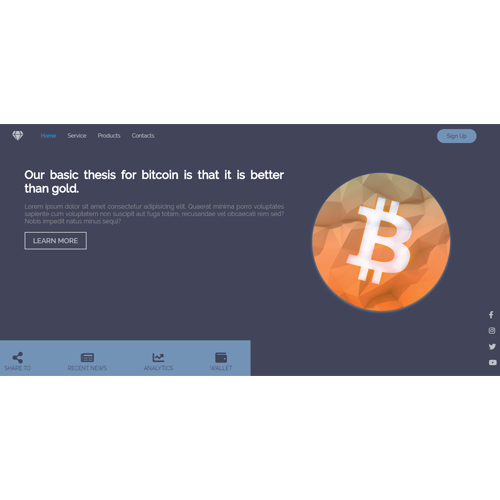 Home Service Products Contacts Sign Up
Our basic thesis for bitcoin is that it is better
than gold.
Lorem ipsum dolor sit amet consectetur adipisicing elit. Quaerat minima porro voluptates
sapiente cum voluptatem non suscipit aut fuga totam, recusandae vel obcaecati rem sed?
Nobis impedit natus minus sequi?
LEARN MORE
SHARE TO RECENT NEWS ANALYTICS WALLET